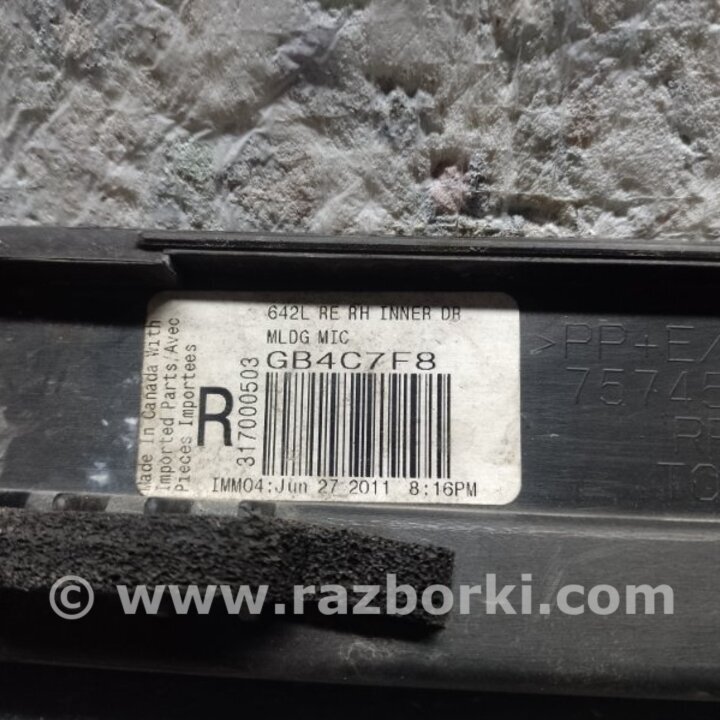 642L RE RH INNER DR
MLDG MIC
GB4C7F8
Made In Canada With
Imported Parts/Avec
Pieces Importees
R
317000503
IMM04:Jun 27 2011 8:16PM
>PP+E/
75745
© www.razborki.com